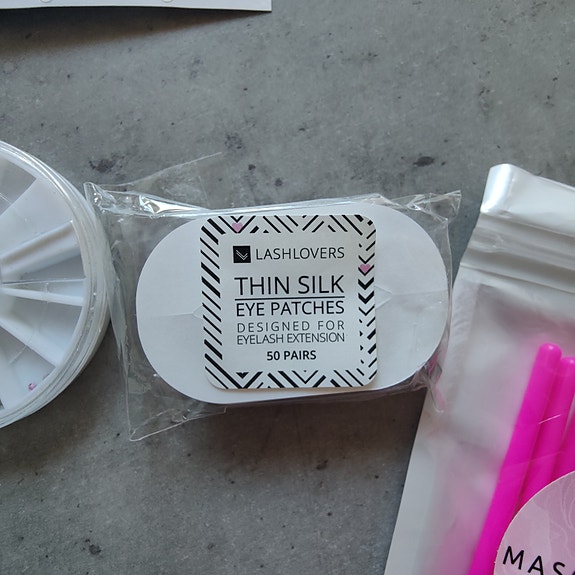 LASHLOVERS
THIN SILK
EYE PATCHES
DESIGNED FOR
EYELASH EXTENSION
50 PAIRS